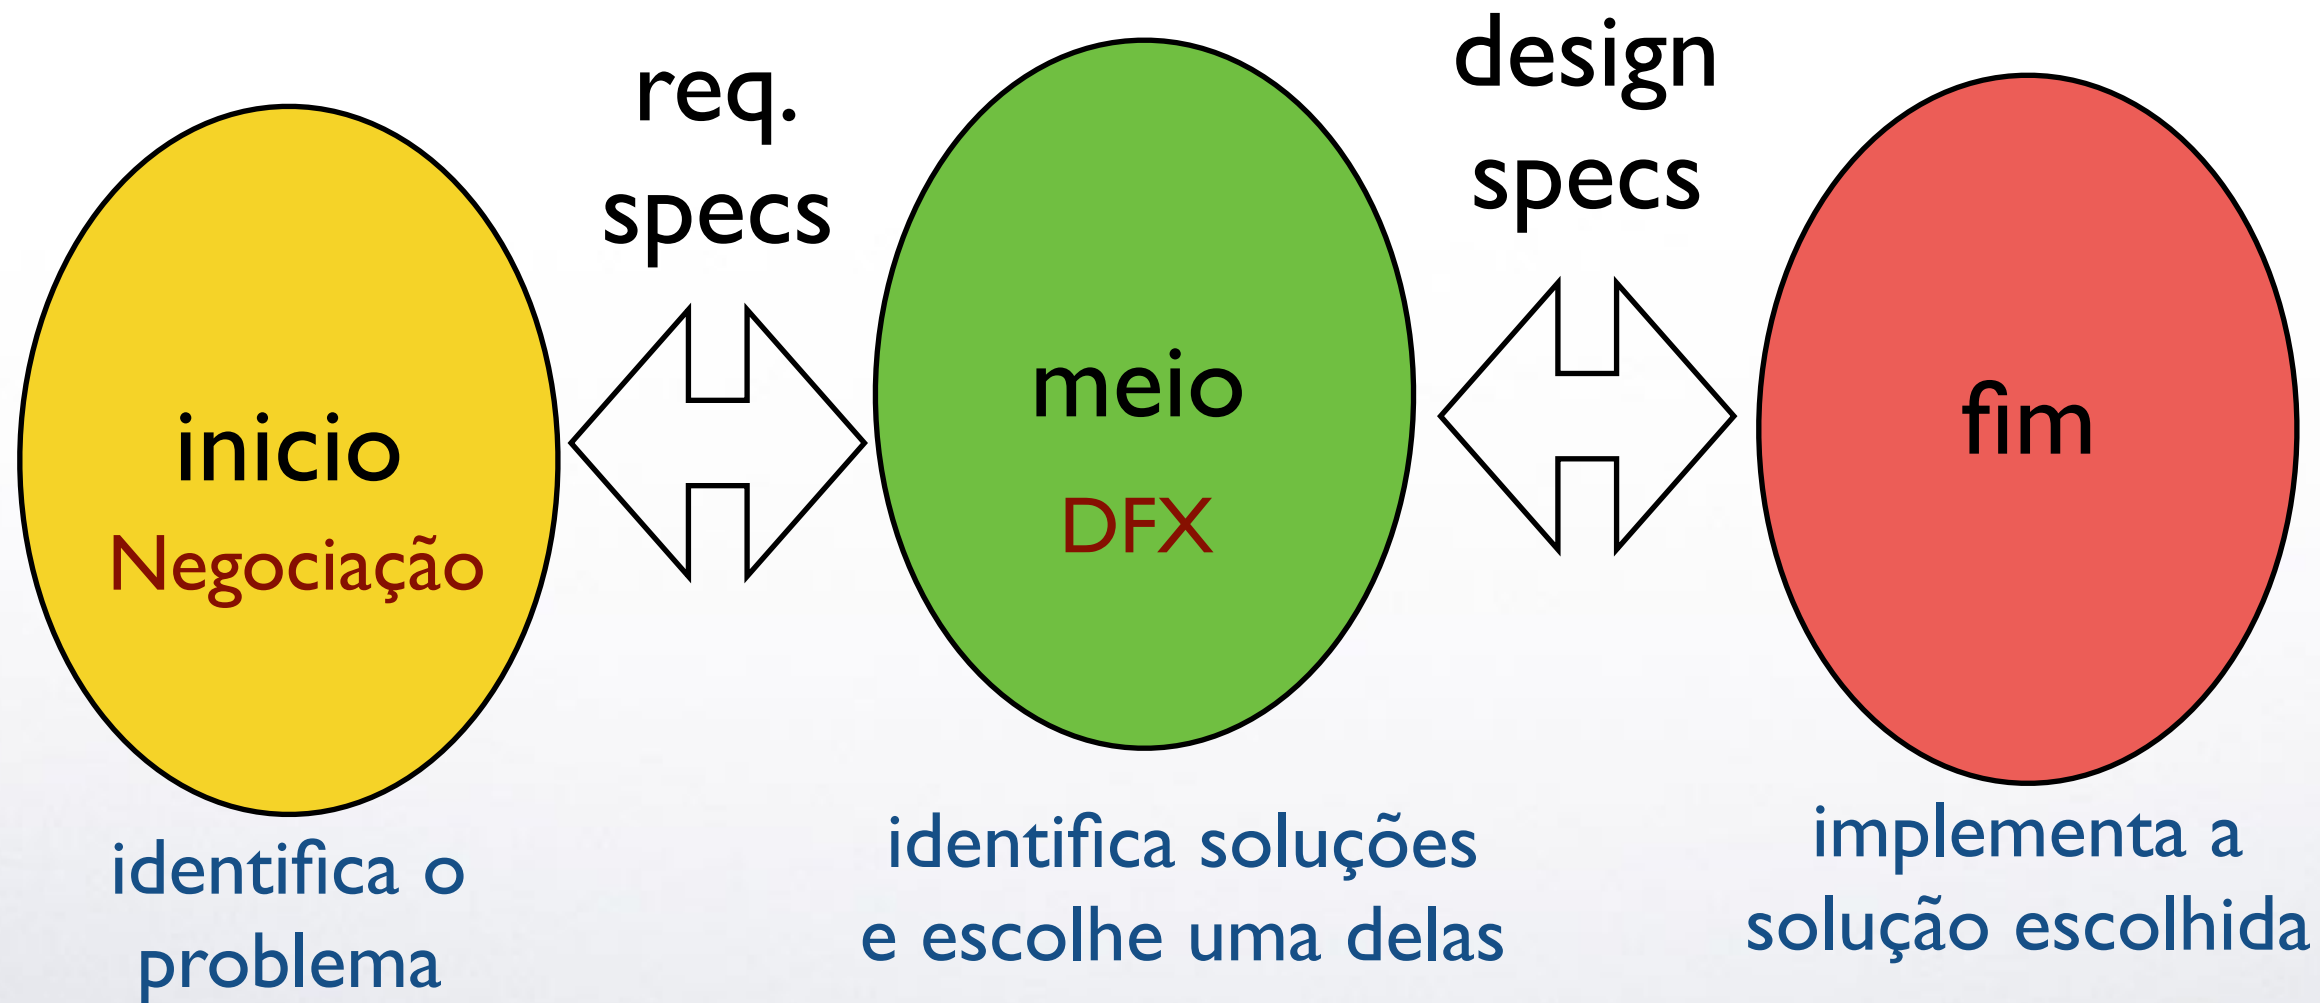 inicio
Negociação
identifica o
problema
req.
specs
meio
DFX
identifica soluções
e escolhe uma delas
design
specs
fim
implementa a
solução escolhida